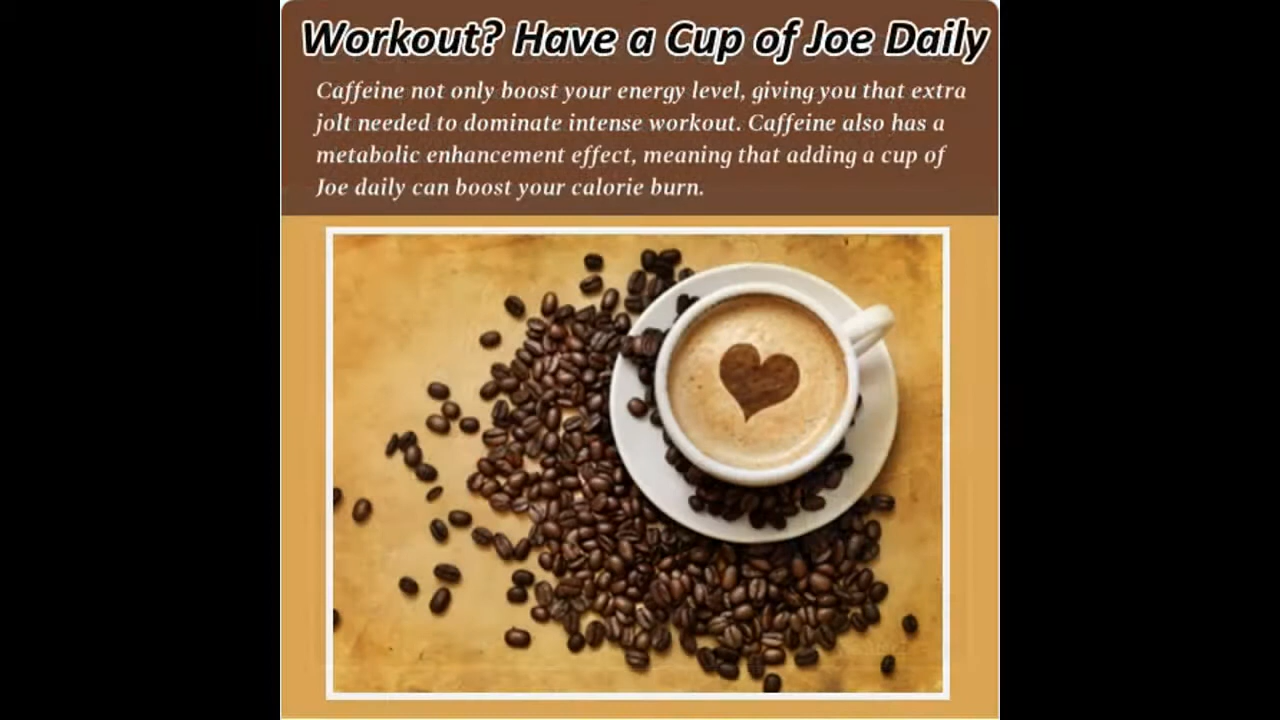 Workout? Have a Cup of Joe Daily
Caffeine not only boost your energy level, giving you that extra
jolt needed to dominate intense workout. Caffeine also has a
metabolic enhancement effect, meaning that adding a cup of
Joe daily can boost your calorie burn.